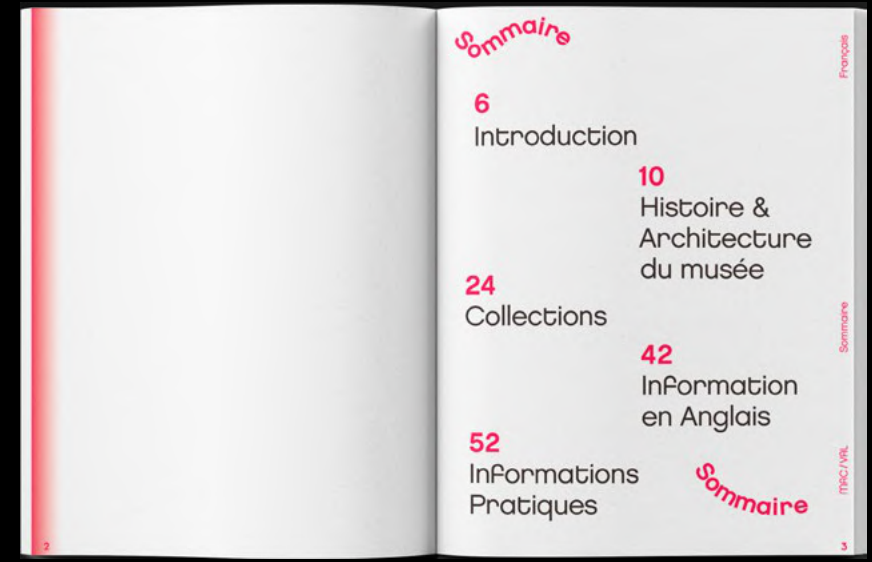 Sommaire
6
Introduction
10
Histoire &
Architecture
du musée
24
Collections
42
Information
en Anglais
52
Informations
Pratiques
Sommaire
Français
Sommaire
MAC/VAL
2
3